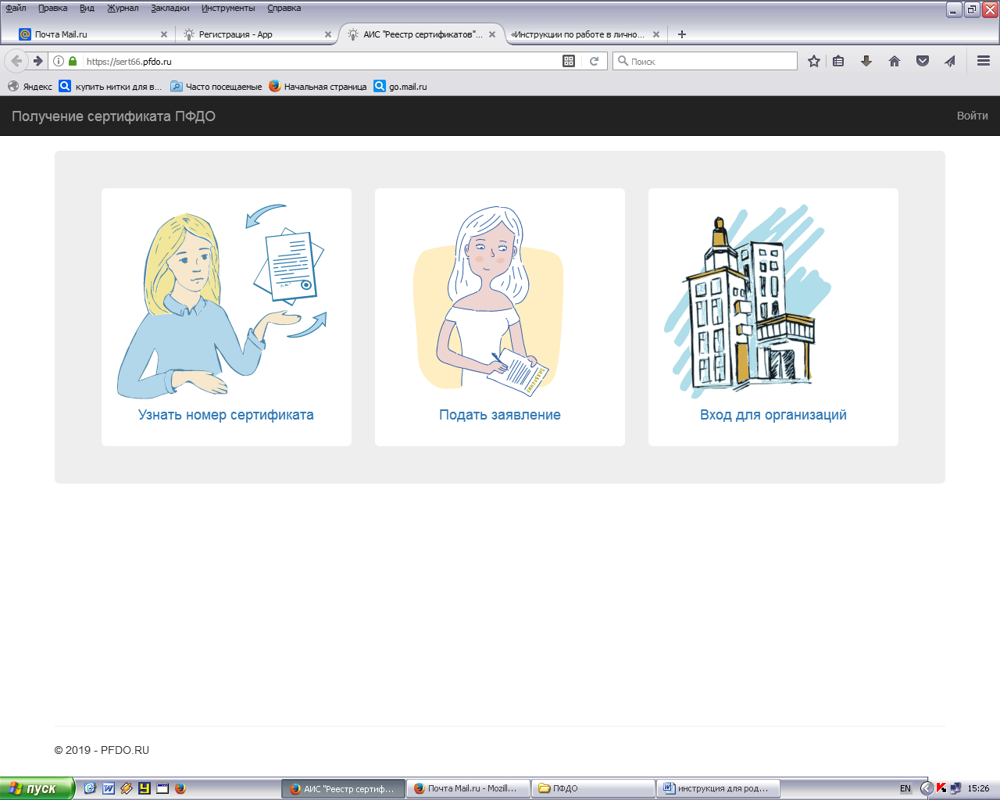 Файл Правка Вид Журнал Закладки Инструменты Справка
Почта Mail.ru
Регистрация - App
АИС "Реестр сертификатов"...
«Инструкции по работе в лично...
https://sert66.pfdo.ru
Поиск
Яндекс
купить нитки для в...
Часто посещаемые
Начальная страница
go.mail.ru
Получение сертификата ПФДО
Войти
ЗАЯВЛЕНИЕ
Узнать номер сертификата
Подать заявление
Вход для организаций
© 2019 - PFDO.RU
пуск
АИС "Реестр сертиф...
Почта Mail.ru - Mozill...
ПФДО
инструкция для род...
EN
15:26